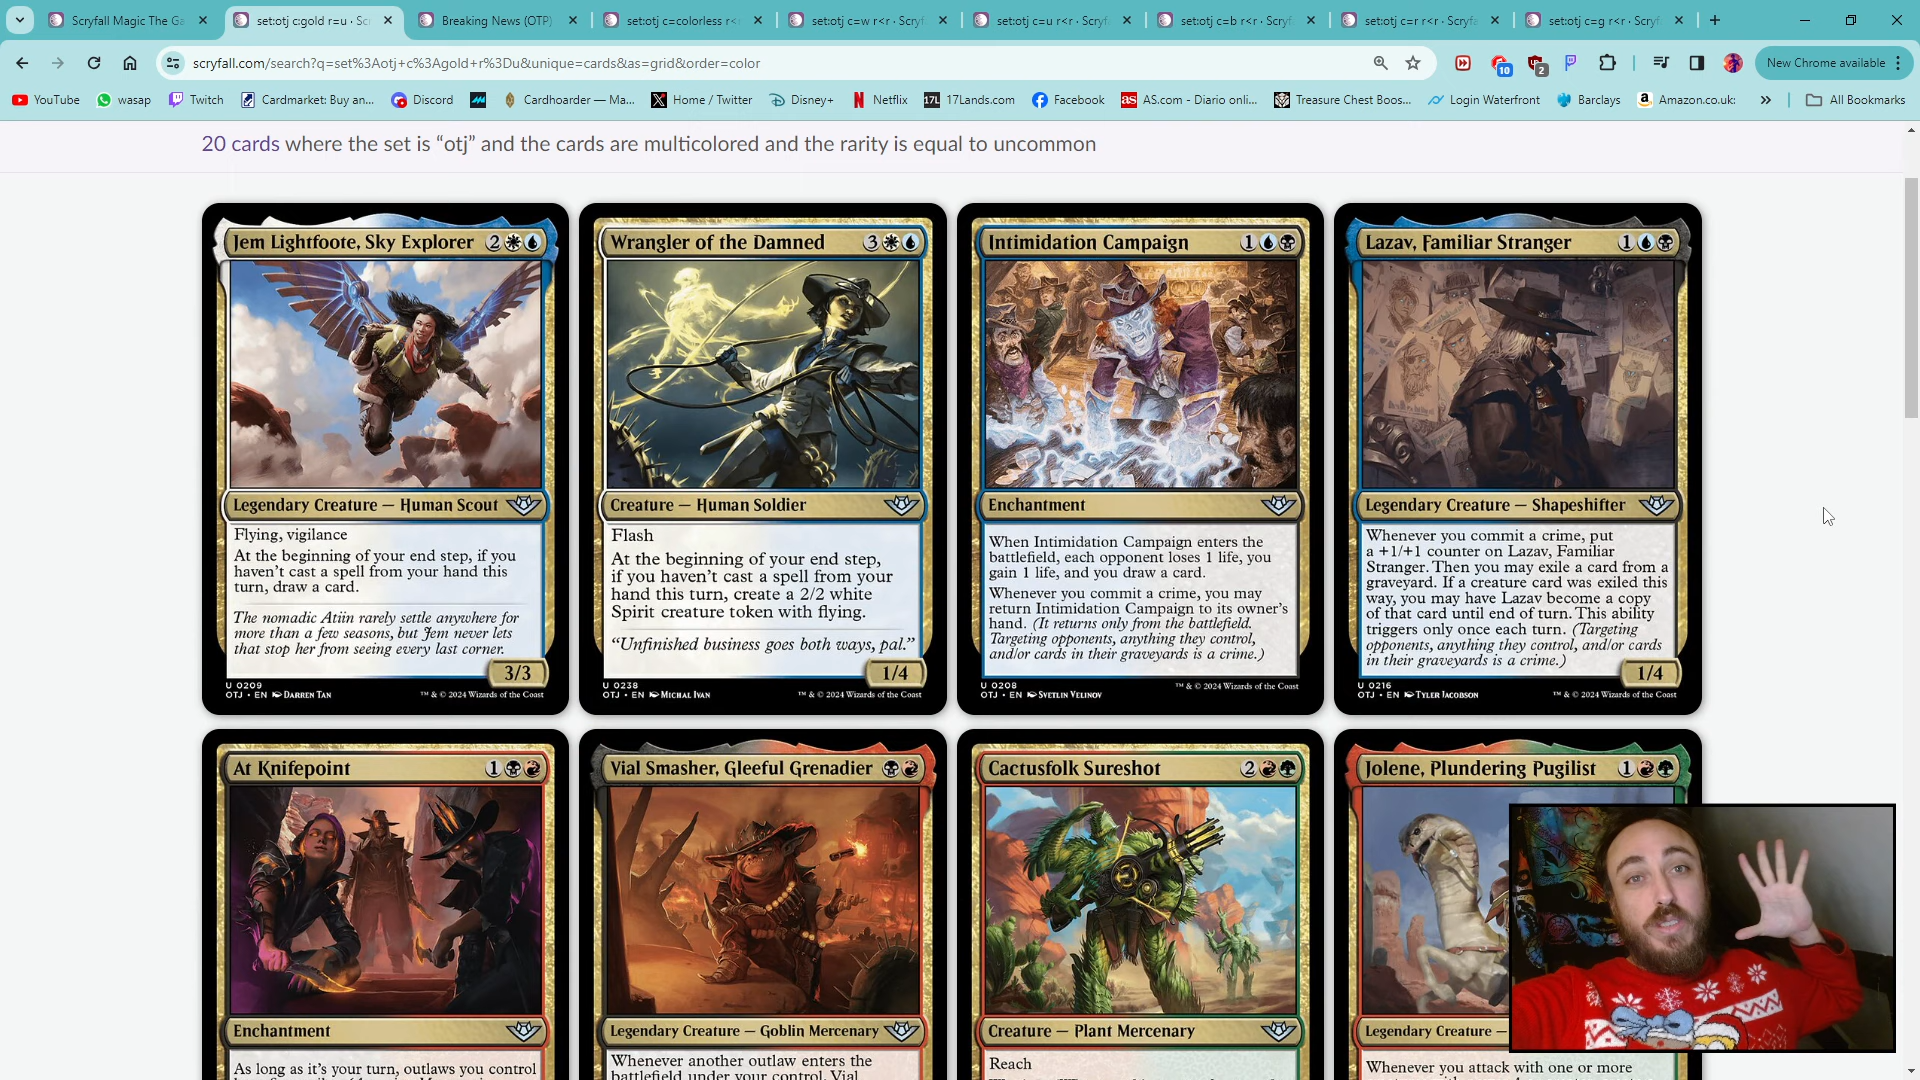 Scryfall Magic The Ga
set:otj c:gold r=u · Sc
Breaking News (OTP)
set:otj c=colorless r<r
set:otj c=w r<r · Scryf
set:otj c=u r<r · Scryfa
set:otj c=b r<r · Scryf
set:otj c=r r<r · Scryfa
set:otj c=g r<r · Scryf
scryfall.com/search?q=set%3Aotj+c%3Agold+r%3Du&unique=cards&as=grid&order=color
10
2
New Chrome available
YouTube
wasap
Twitch
Cardmarket: Buy an...
Discord
Cardhoarder — Ma...
Home / Twitter
Disney+
Netflix
17L 17Lands.com
Facebook
as AS.com - Diario onli...
Treasure Chest Boos...
Login Waterfront
Barclays
Amazon.co.uk:
All Bookmarks
20 cards where the set is “otj” and the cards are multicolored and the rarity is equal to uncommon
Jem Lightfoote, Sky Explorer 2
Legendary Creature — Human Scout
Flying, vigilance
At the beginning of your end step, if you
haven’t cast a spell from your hand this
turn, draw a card.
The nomadic Atiin rarely settle anywhere for
more than a few seasons, but Jem never lets
that stop her from seeing every last corner.
3/3
U 0209
OTJ • EN Darren Tan
™ & © 2024 Wizards of the Coast
Wrangler of the Damned 3
Creature — Human Soldier
Flash
At the beginning of your end step,
if you haven’t cast a spell from your
hand this turn, create a 2/2 white
Spirit creature token with flying.
“Unfinished business goes both ways, pal.”
1/4
U 0238
OTJ • EN Michal Ivan
™ & © 2024 Wizards of the Coast
Intimidation Campaign 1
Enchantment
When Intimidation Campaign enters the
battlefield, each opponent loses 1 life, you
gain 1 life, and you draw a card.
Whenever you commit a crime, you may
return Intimidation Campaign to its owner’s
hand. (It returns only from the battlefield.
Targeting opponents, anything they control,
and/or cards in their graveyards is a crime.)
U 0208
OTJ • EN Svetlin Velinov
™ & © 2024 Wizards of the Coast
Lazav, Familiar Stranger 1
Legendary Creature — Shapeshifter
Whenever you commit a crime, put
a +1/+1 counter on Lazav, Familiar
Stranger. Then you may exile a card from a
graveyard. If a creature card was exiled this
way, you may have Lazav become a copy
of that card until end of turn. This ability
triggers only once each turn. (Targeting
opponents, anything they control, and/or cards
in their graveyards is a crime.)
1/4
U 0216
OTJ • EN Tyler Jacobson
™ & © 2024 Wizards of the Coast
At Knifepoint 1
Enchantment
As long as it’s your turn, outlaws you control
Vial Smasher, Gleeful Grenadier
Legendary Creature — Goblin Mercenary
Whenever another outlaw enters the
battlefield under your control, Vial
Cactusfolk Sureshot 2
Creature — Plant Mercenary
Reach
Jolene, Plundering Pugilist 1
Legendary Creature —
Whenever you attack with one or more